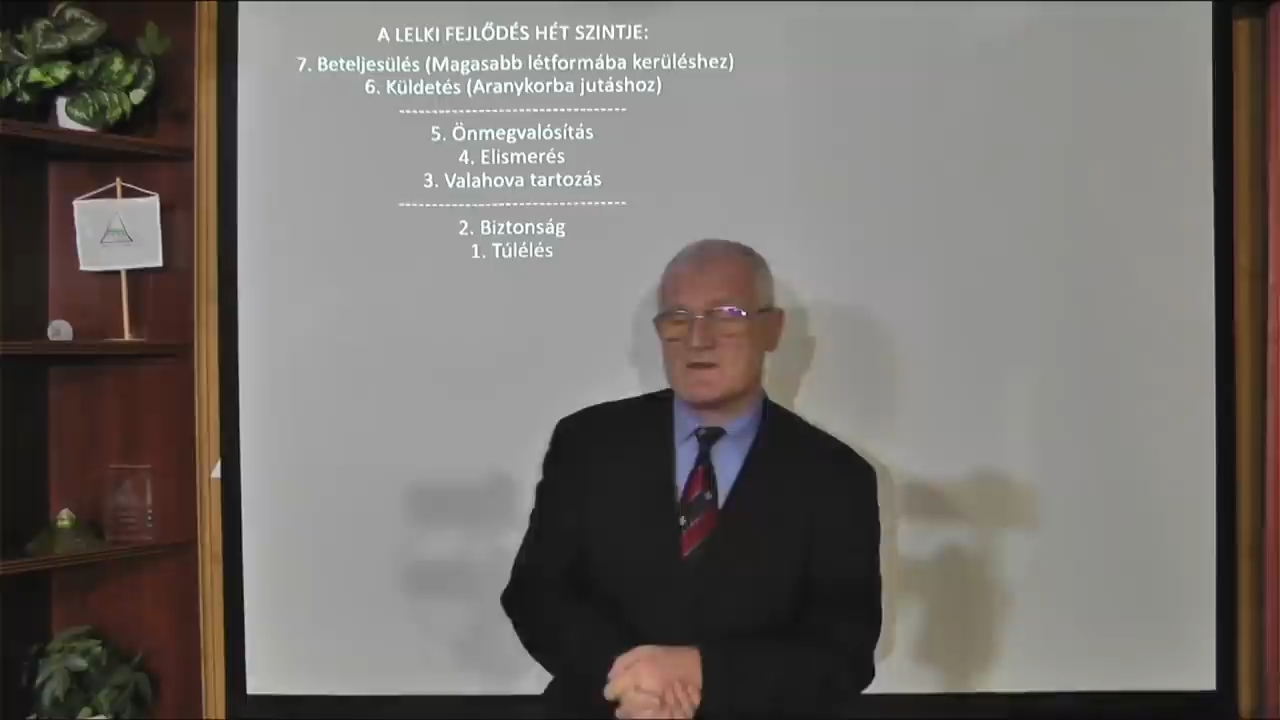 A LELKI FEJLŐDÉS HÉT SZINTJE:
7. Beteljesülés (Magasabb létformába kerüléshez)
6. Küldetés (Aranykorba jutáshoz)
-----------------------------------
5. Önmegvalósítás
4. Elismerés
3. Valahova tartozás
-----------------------------------
2. Biztonság
1. Túlélés